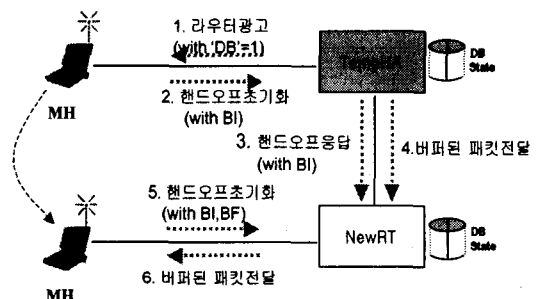 1. 라우터광고
(with 'DB'=1)
DB
State
2. 핸드오프초기화
(with BI)
MH
3. 핸드오프응답
(with BI)
4.버퍼된 패킷전달
5. 핸드오프초기화
(with BI,BF)
NewRT
DB
State
6. 버퍼된 패킷전달
MH